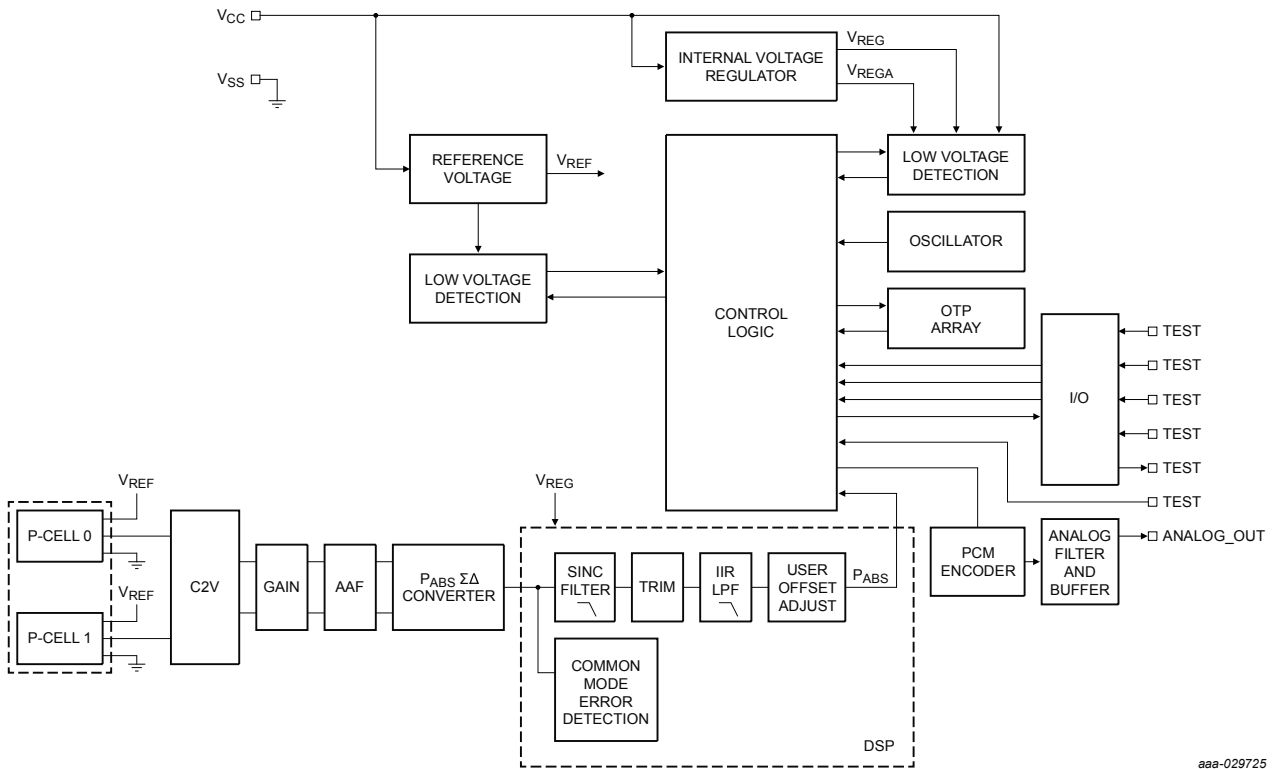 VCC
VSS
INTERNAL VOLTAGE
REGULATOR
VREG
VREGA
REFERENCE
VOLTAGE
VREF
LOW VOLTAGE
DETECTION
LOW VOLTAGE
DETECTION
OSCILLATOR
OTP
ARRAY
CONTROL
LOGIC
I/O
TEST
TEST
TEST
TEST
TEST
TEST
VREF
P-CELL 0
VREF
P-CELL 1
C2V
GAIN
AAF
PABS ΣΔ
CONVERTER
VREG
SINC
FILTER
TRIM
IIR
LPF
USER
OFFSET
ADJUST
PABS
COMMON
MODE
ERROR
DETECTION
DSP
PCM
ENCODER
ANALOG
FILTER
AND
BUFFER
ANALOG_OUT
aaa-029725